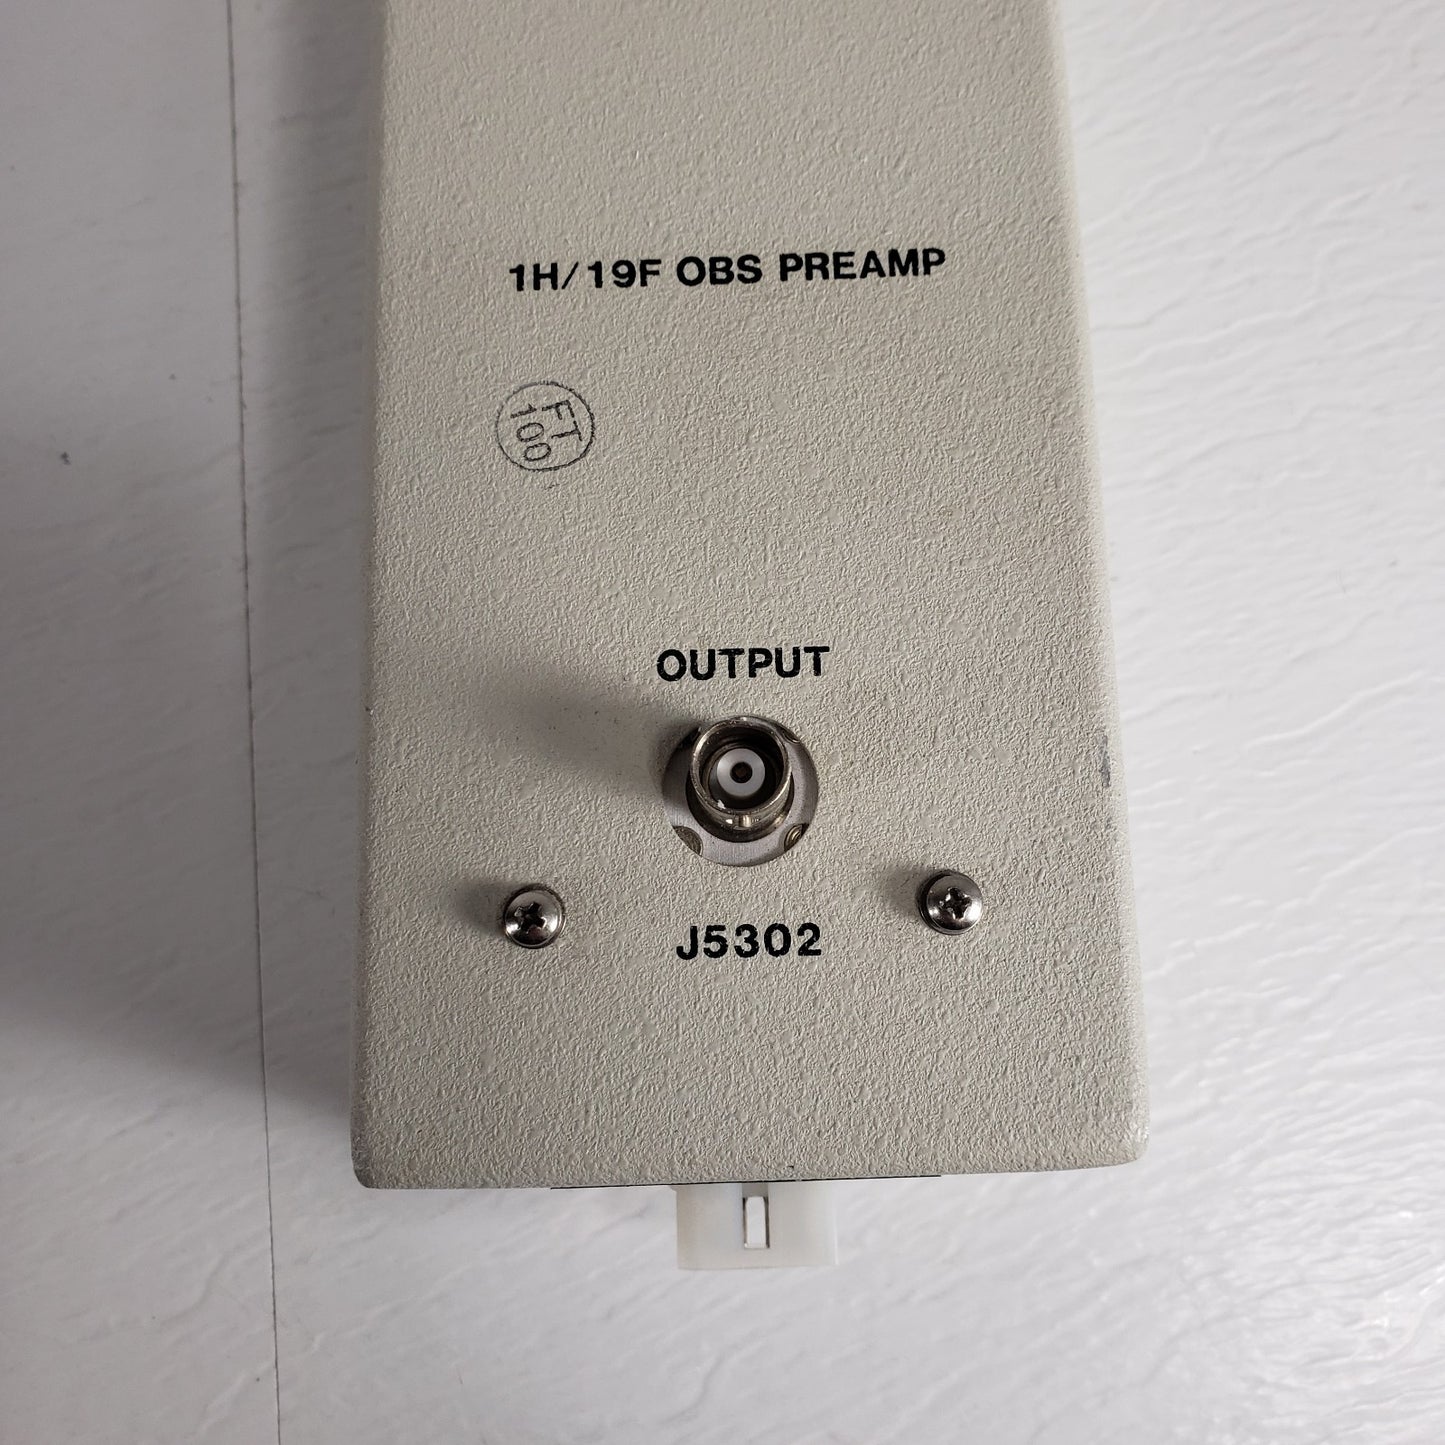 1H/19F OBS PREAMP
FT
100
OUTPUT
J5302